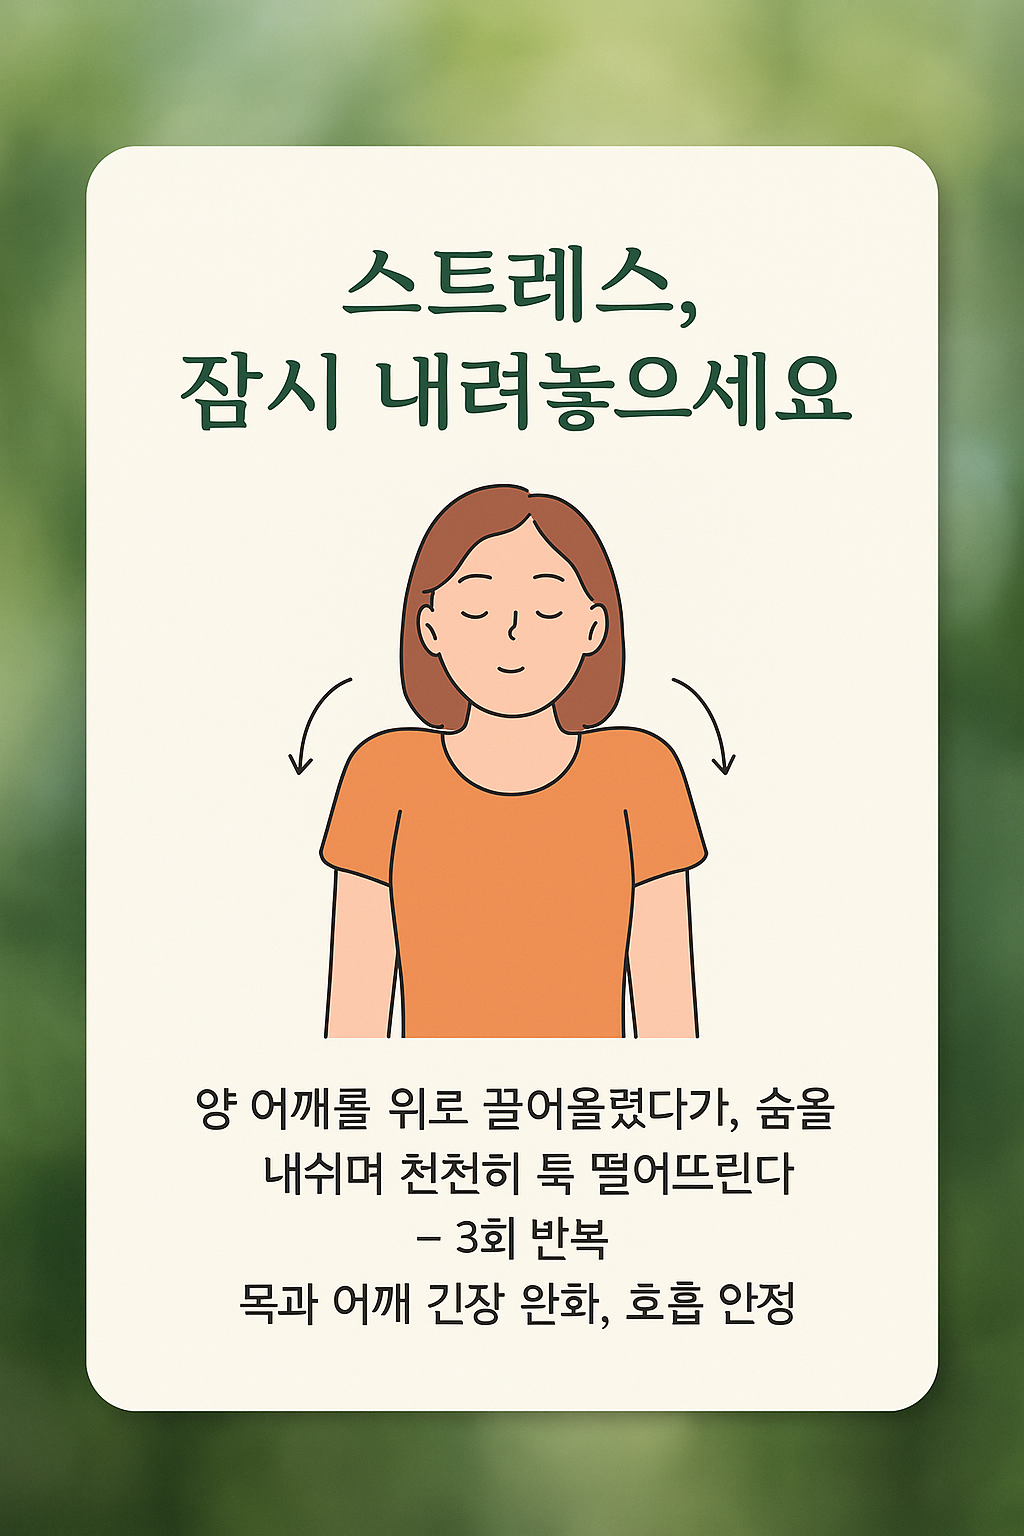 스트레스,
잠시 내려놓으세요
양 어깨롤 위로 끌어올렸다가, 숨올
내쉬며 천천히 툭 떨어뜨린다
– 3회 반복
목과 어깨 긴장 완화, 호흡 안정